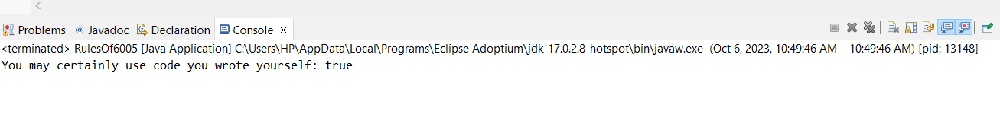 Problems @ Javadoc Declaration Console
<terminated> RulesOf6005 [Java Application] C:\Users\HP\AppData\Local\Programs\Eclipse Adoptium\jdk-17.0.2.8-hotspot\bin\javaw.exe (Oct 6, 2023, 10:49:46 AM – 10:49:46 AM) [pid: 13148]
You may certainly use code you wrote yourself: true